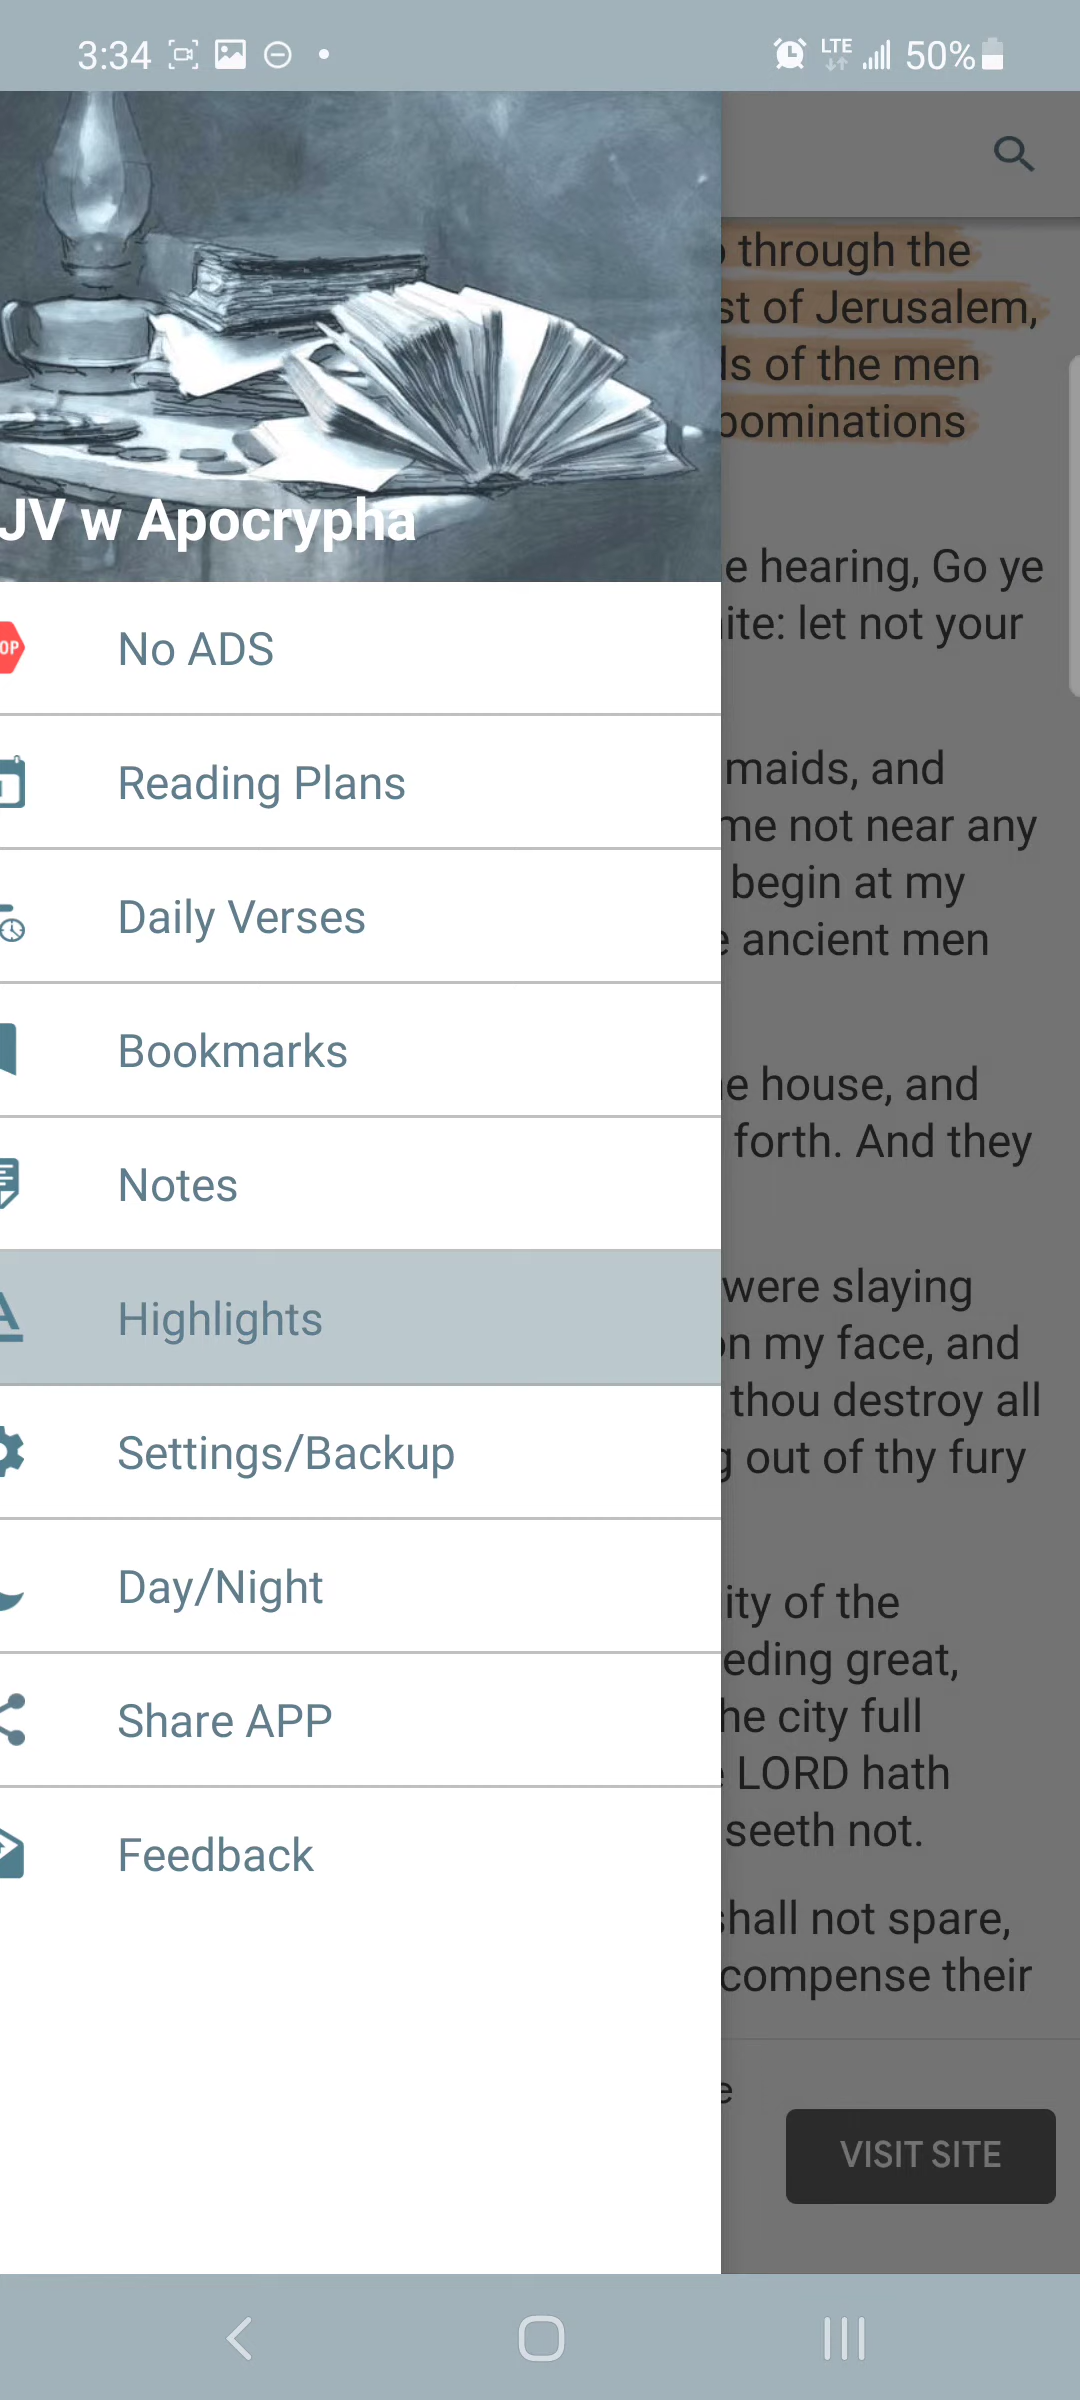 3:34
LTE
50%
JV w Apocrypha
OP
No ADS
Reading Plans
Daily Verses
Bookmarks
Notes
Highlights
Settings/Backup
Day/Night
Share APP
Feedback
through the
st of Jerusalem,
ls of the men
bominations
e hearing, Go ye
ite: let not your
maids, and
me not near any
begin at my
e ancient men
e house, and
forth. And they
were slaying
on my face, and
thou destroy all
g out of thy fury
ity of the
eding great,
he city full
LORD hath
seeth not.
shall not spare,
compense their
e
VISIT SITE